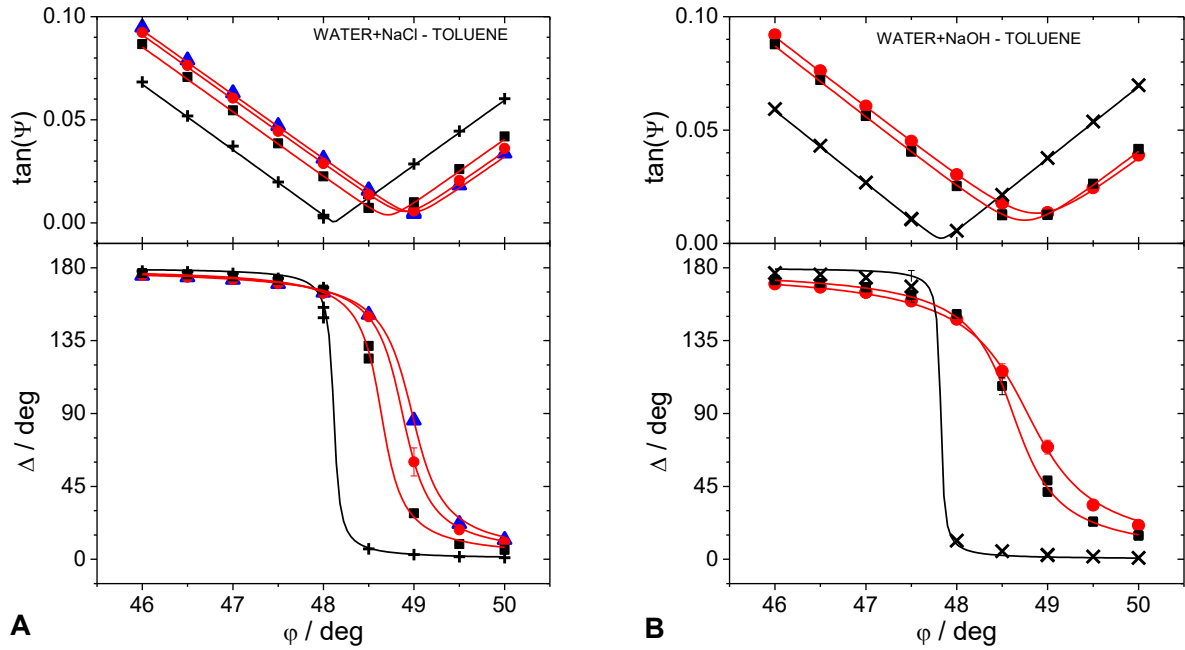 WATER+NaCl - TOLUENE
tan(Ψ)
0.10
0.05
0.00
Δ / deg
180
135
90
45
0
46 47 48 49 50
φ / deg
A
WATER+NaOH - TOLUENE
tan(Ψ)
0.10
0.05
0.00
Δ / deg
180
135
90
45
0
46 47 48 49 50
φ / deg
B